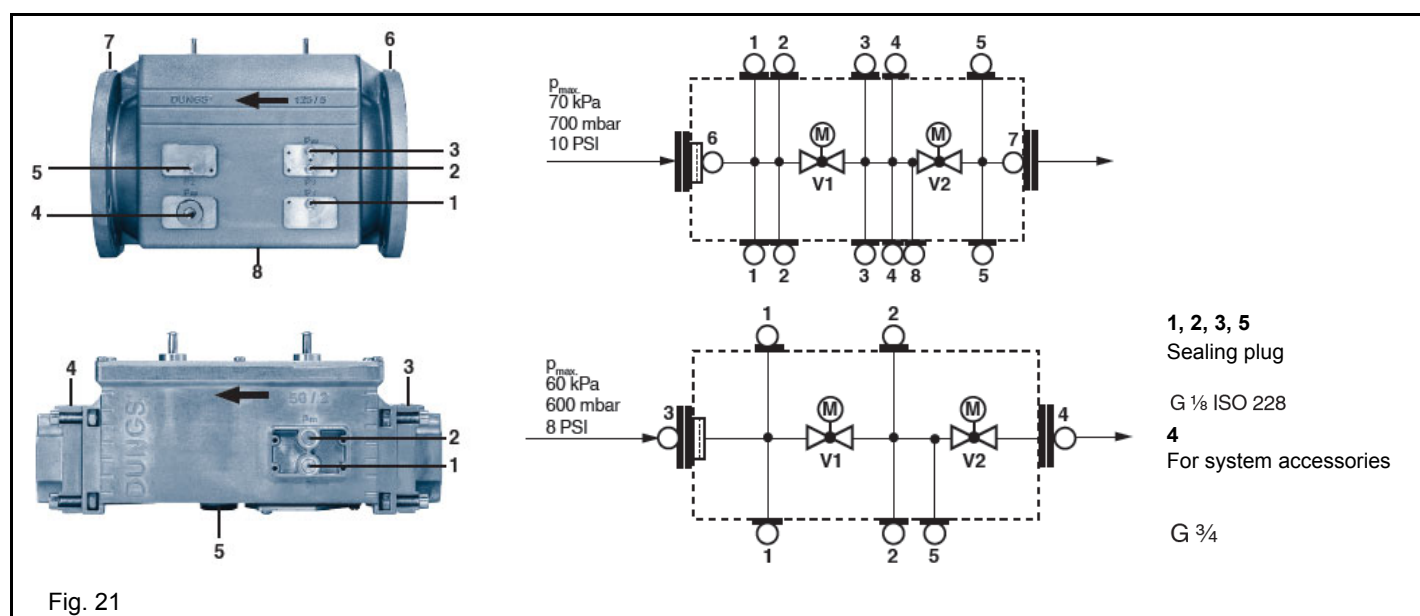 7
6
DUNGS
125 / 5
3
2
5
4
1
8
1 2 3 4 5
Pmax.
70 kPa
700 mbar
10 PSI
6
M
M
7
V1
V2
1 2 3 4 8 5
4
3
50 / 2
DUNGS
2
1
5
1
2
Pmax.
60 kPa
600 mbar
8 PSI
3
M
M
4
V1
V2
1
2
5
1, 2, 3, 5
Sealing plug
G ⅛ ISO 228
4
For system accessories
G ¾
Fig. 21